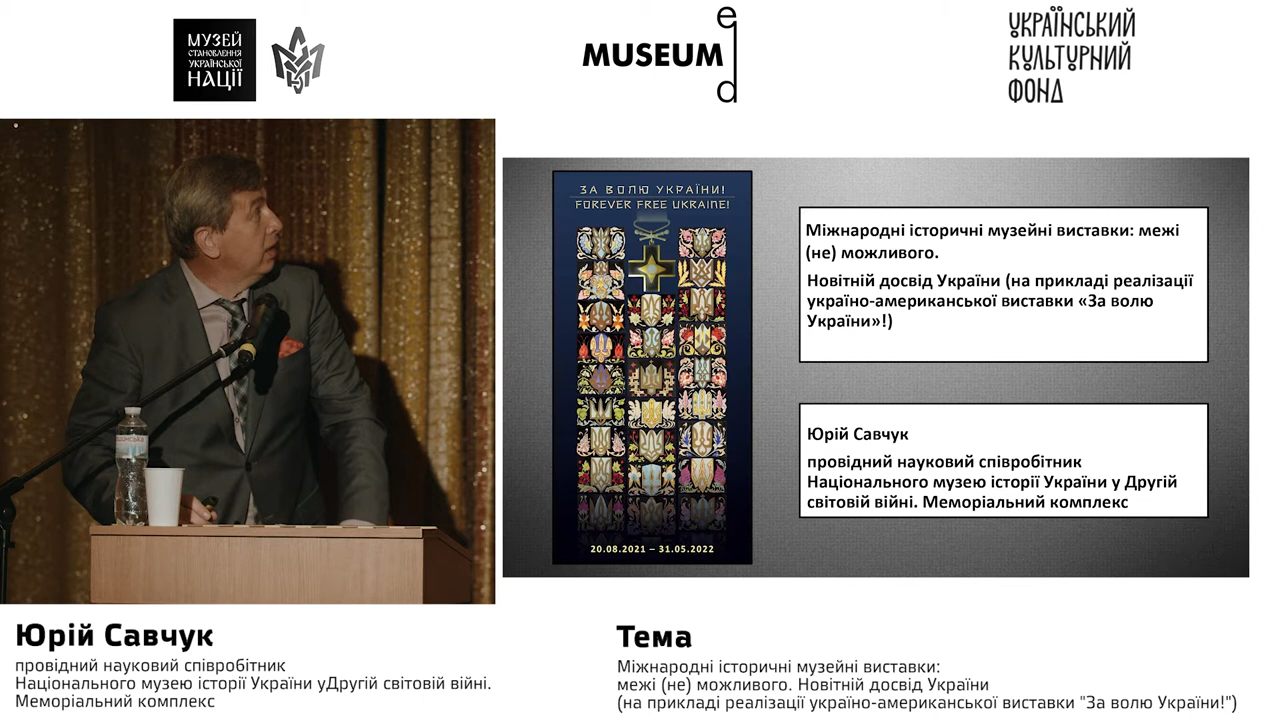 МУЗЕЙ
СТАНОВЛЕННЯ
УКРАЇНСЬКОЇ
НАЦІЇ
MUSEUM
ed
УКРАЇНСЬКИЙ
КУЛЬТУРНИЙ
ФОНД
ЗА ВОЛЮ УКРАЇНИ!
FOREVER FREE UKRAINE!
20.08.2021 – 31.05.2022
Міжнародні історичні музейні виставки: межі
(не) можливого.
Новітній досвід України (на прикладі реалізації
україно-американської виставки «За волю
України»!)
Юрій Савчук
провідний науковий співробітник
Національного музею історії України у Другій
світовій війні. Меморіальний комплекс
Юрій Савчук
провідний науковий співробітник
Національного музею історії України уДругій світовій війні.
Меморіальний комплекс
Тема
Міжнародні історичні музейні виставки:
межі (не) можливого. Новітній досвід України
(на прикладі реалізації україно-американської виставки "За волю України!")